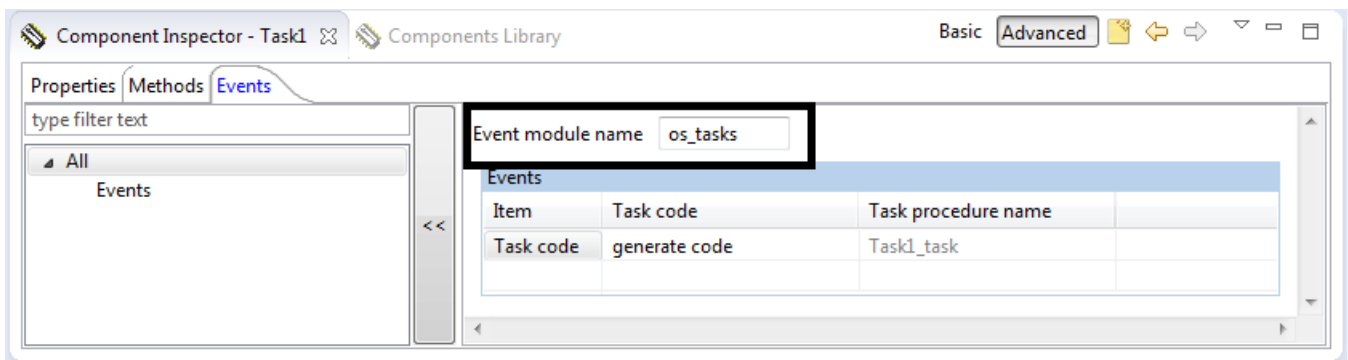 Component Inspector - Task1 Components Library Basic Advanced
Properties Methods Events
type filter text
Event module name os_tasks
All
Events
<<
Events
Item Task code Task procedure name
Task code generate code Task1_task